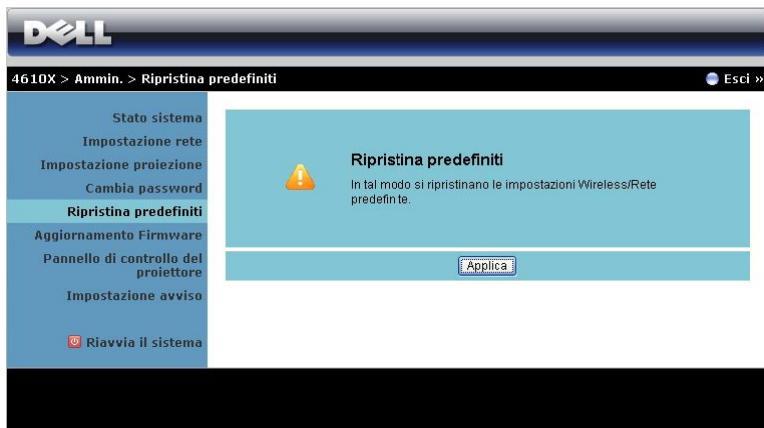 DELL
4610X > Ammin. > Ripristina predefiniti
Esci »
Stato sistema
Impostazione rete
Impostazione proiezione
Cambia password
Ripristina predefiniti
Aggiornamento Firmware
Pannello di controllo del
proiettore
Impostazione avviso
Riavvia il sistema
Ripristina predefiniti
In tal modo si ripristinano le impostazioni Wireless/Rete
predefinte.
Applica